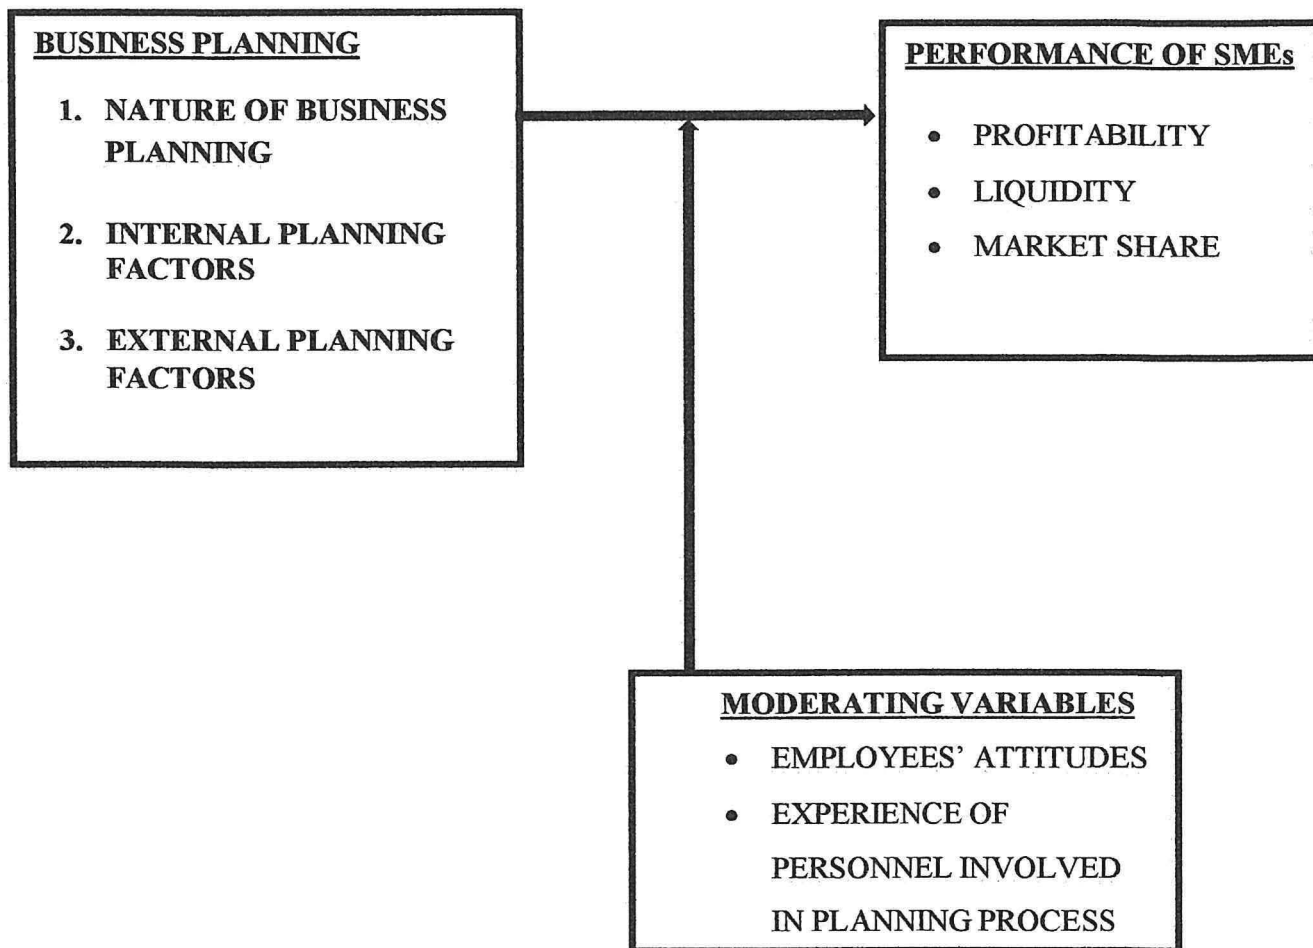 BUSINESS PLANNING
1. NATURE OF BUSINESS
PLANNING
2. INTERNAL PLANNING
FACTORS
3. EXTERNAL PLANNING
FACTORS
PERFORMANCE OF SMEs
• PROFITABILITY
• LIQUIDITY
• MARKET SHARE
MODERATING VARIABLES
• EMPLOYEES’ ATTITUDES
• EXPERIENCE OF
PERSONNEL INVOLVED
IN PLANNING PROCESS